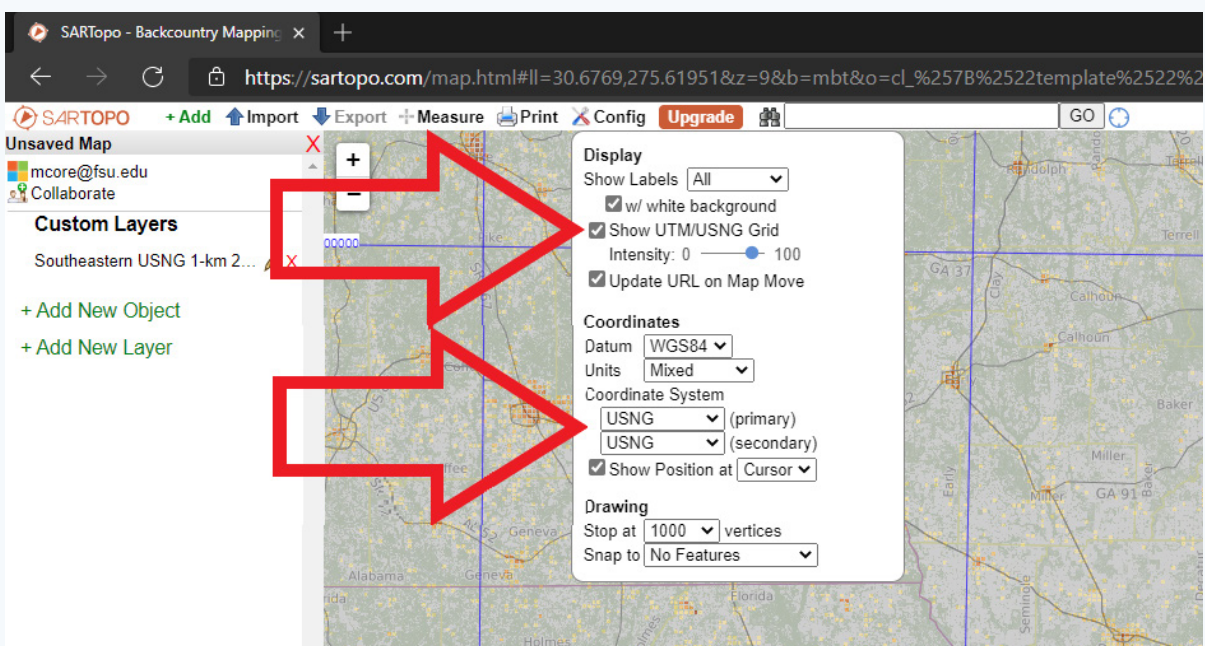 SARTopo - Backcountry Mapping
https://sartopo.com/map.html#ll=30.6769,275.61951&z=9&b=mbt&o=cl_%257B%2522template%2522%2
SARTOPO + Add Import Export Measure Print Config Upgrade GO
Unsaved Map X
mcore@fsu.edu
Collaborate
Custom Layers
Southeastern USNG 1-km 2... X
+ Add New Object
+ Add New Layer
+
−
00000
Display
Show Labels All
w/ white background
Show UTM/USNG Grid
Intensity: 0 100
Update URL on Map Move
Coordinates
Datum WGS84
Units Mixed
Coordinate System
USNG (primary)
USNG (secondary)
Show Position at Cursor
Drawing
Stop at 1000 vertices
Snap to No Features
Pike
Pike
Randolph
Randolph
Terrell
Terrell
GA 37
Clay
Calhoun
Calhoun
Baker
Early
Miller
Miller
GA 91
Baker
Geneva
Alabama
Geneva
Florida
Holmes
Seminole
Decatur